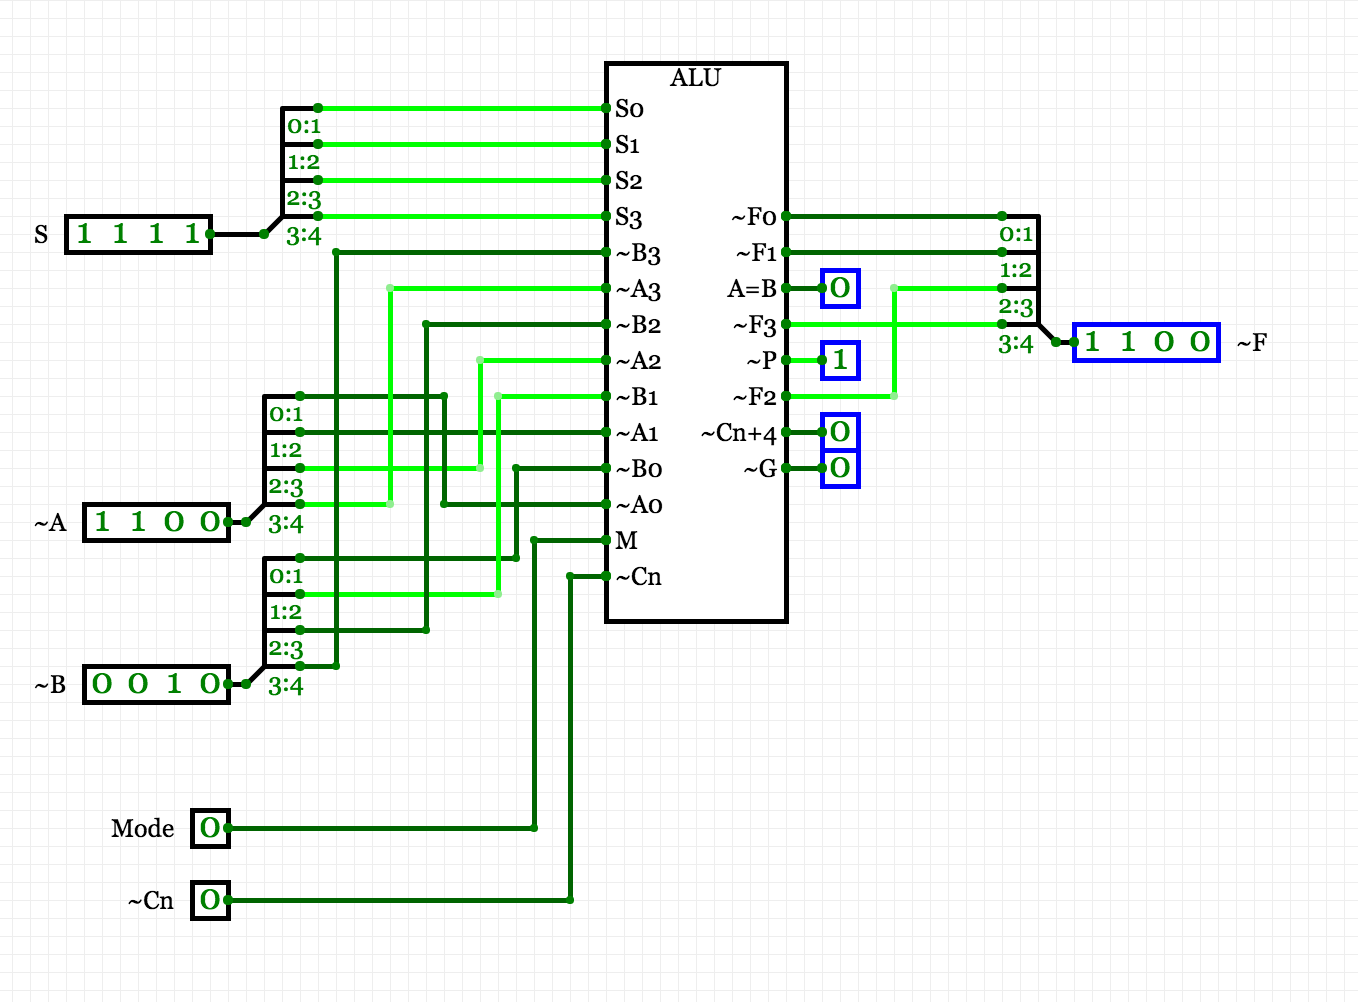 ALU
S0
0:1
S1
1:2
S2
2:3
S3
~F0
S 1 1 1 1
3:4
0:1
~B3
~F1
1:2
~A3
A=B 0
2:3
~B2
~F3
3:4
1 1 0 0 ~F
~A2
~P 1
~B1
~F2
0:1
~A1
~Cn+4 0
1:2
~B0
~G 0
2:3
~A0
~A 1 1 0 0
3:4
M
0:1
~Cn
1:2
2:3
~B 0 0 1 0
3:4
Mode 0
~Cn 0